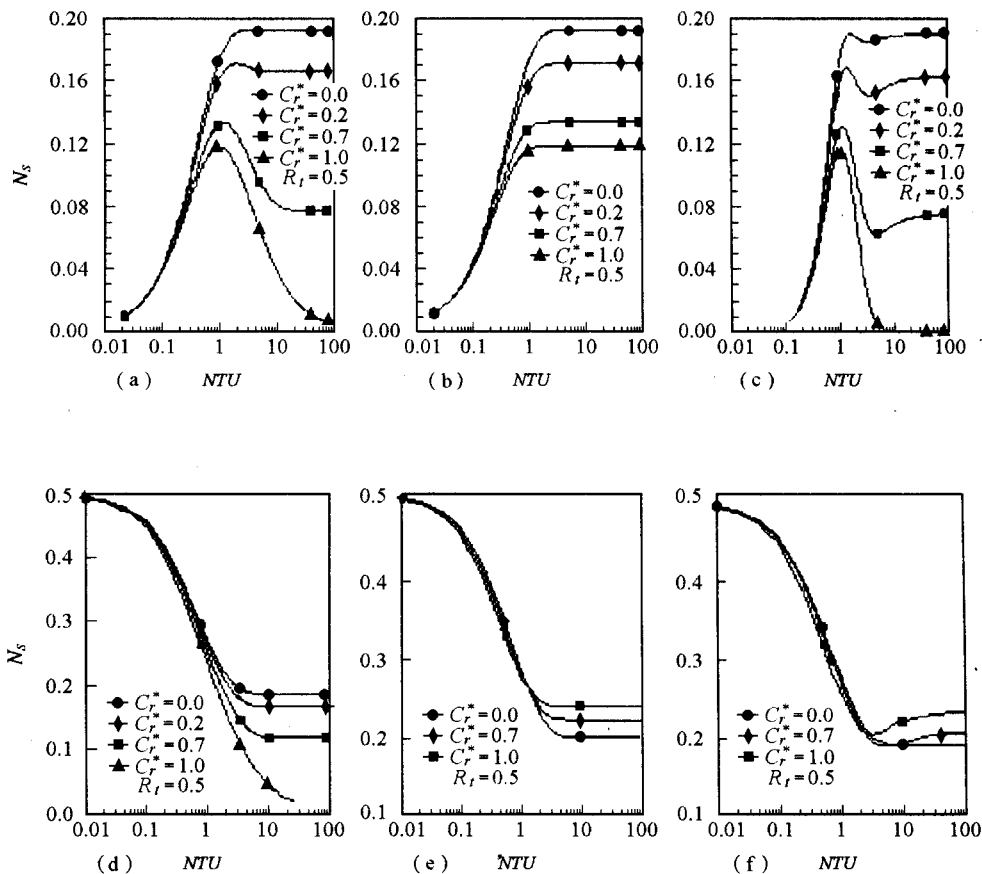 0.20
0.16
0.12
0.08
0.04
0.00
N_s
C_r^* = 0.0
C_r^* = 0.2
C_r^* = 0.7
C_r^* = 1.0
R_t = 0.5
0.01 0.1 1 10 100
(a) NTU
0.20
0.16
0.12
0.08
0.04
0.00
C_r^* = 0.0
C_r^* = 0.2
C_r^* = 0.7
C_r^* = 1.0
R_t = 0.5
0.01 0.1 1 10 100
(b) NTU
0.20
0.16
0.12
0.08
0.04
0.00
C_r^* = 0.0
C_r^* = 0.2
C_r^* = 0.7
C_r^* = 1.0
R_t = 0.5
0.01 0.1 1 10 100
(c) NTU
0.5
0.4
0.3
0.2
0.1
0.0
N_s
C_r^* = 0.0
C_r^* = 0.2
C_r^* = 0.7
C_r^* = 1.0
R_t = 0.5
0.01 0.1 1 10 100
(d) NTU
0.5
0.4
0.3
0.2
0.1
C_r^* = 0.0
C_r^* = 0.7
C_r^* = 1.0
R_t = 0.5
0.01 0.1 1 10 100
(e) NTU
0.5
0.4
0.3
0.2
0.1
C_r^* = 0.0
C_r^* = 0.7
C_r^* = 1.0
R_t = 0.5
0.01 0.1 1 10 100
(f) NTU